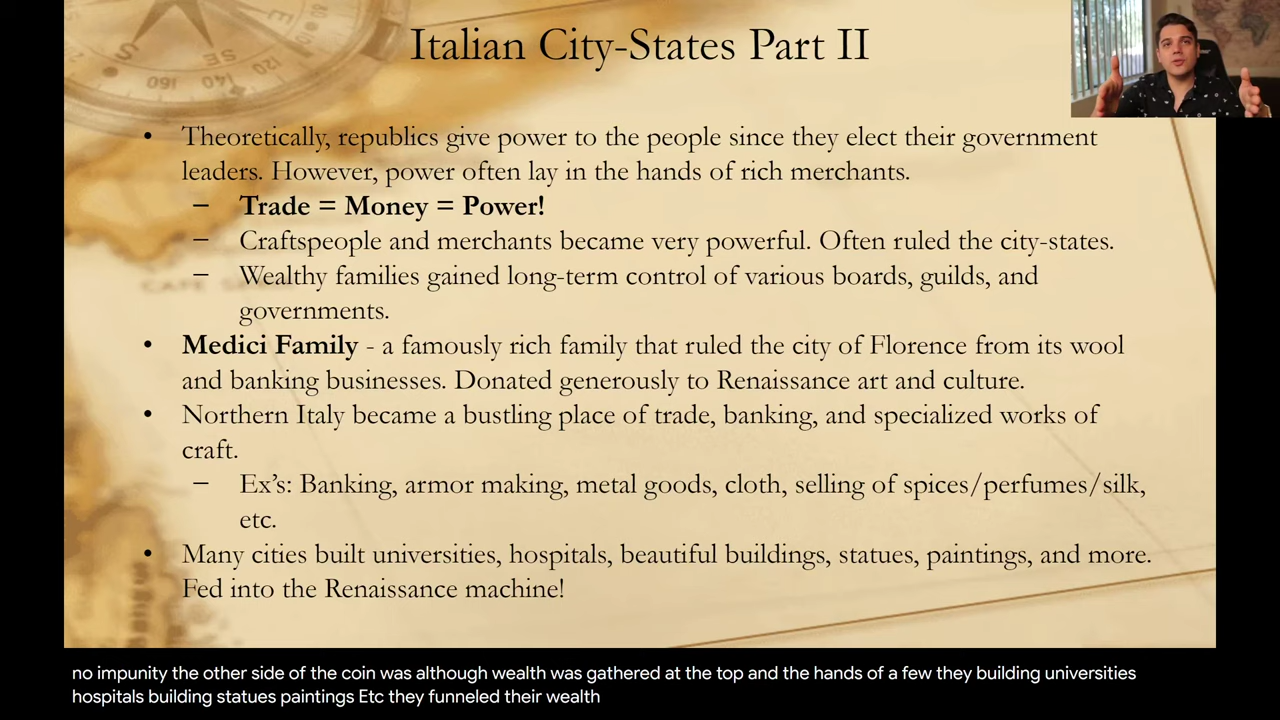 Italian City-States Part II
• Theoretically, republics give power to the people since they elect their government
leaders. However, power often lay in the hands of rich merchants.
– Trade = Money = Power!
– Craftspeople and merchants became very powerful. Often ruled the city-states.
– Wealthy families gained long-term control of various boards, guilds, and
governments.
• Medici Family - a famously rich family that ruled the city of Florence from its wool
and banking businesses. Donated generously to Renaissance art and culture.
• Northern Italy became a bustling place of trade, banking, and specialized works of
craft.
– Ex’s: Banking, armor making, metal goods, cloth, selling of spices/perfumes/silk,
etc.
• Many cities built universities, hospitals, beautiful buildings, statues, paintings, and more.
Fed into the Renaissance machine!
no impunity the other side of the coin was although wealth was gathered at the top and the hands of a few they building universities
hospitals building statues paintings Etc they funneled their wealth